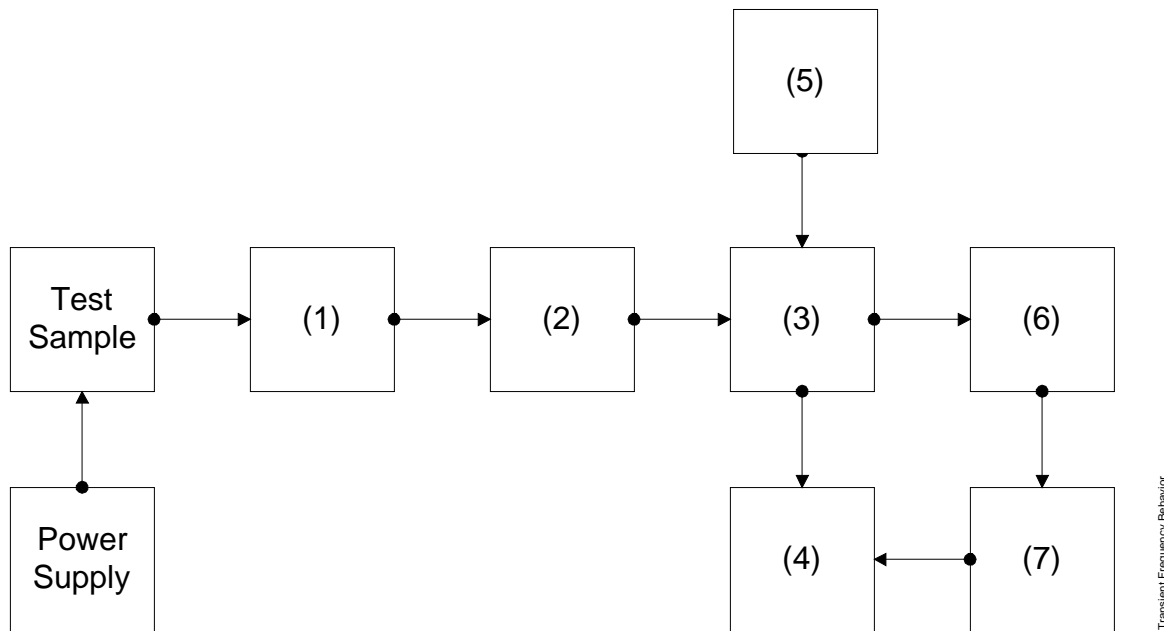 (5)
Test
Sample
(1)
(2)
(3)
(6)
Power
Supply
(4)
(7)
Transient Frequency Behavior